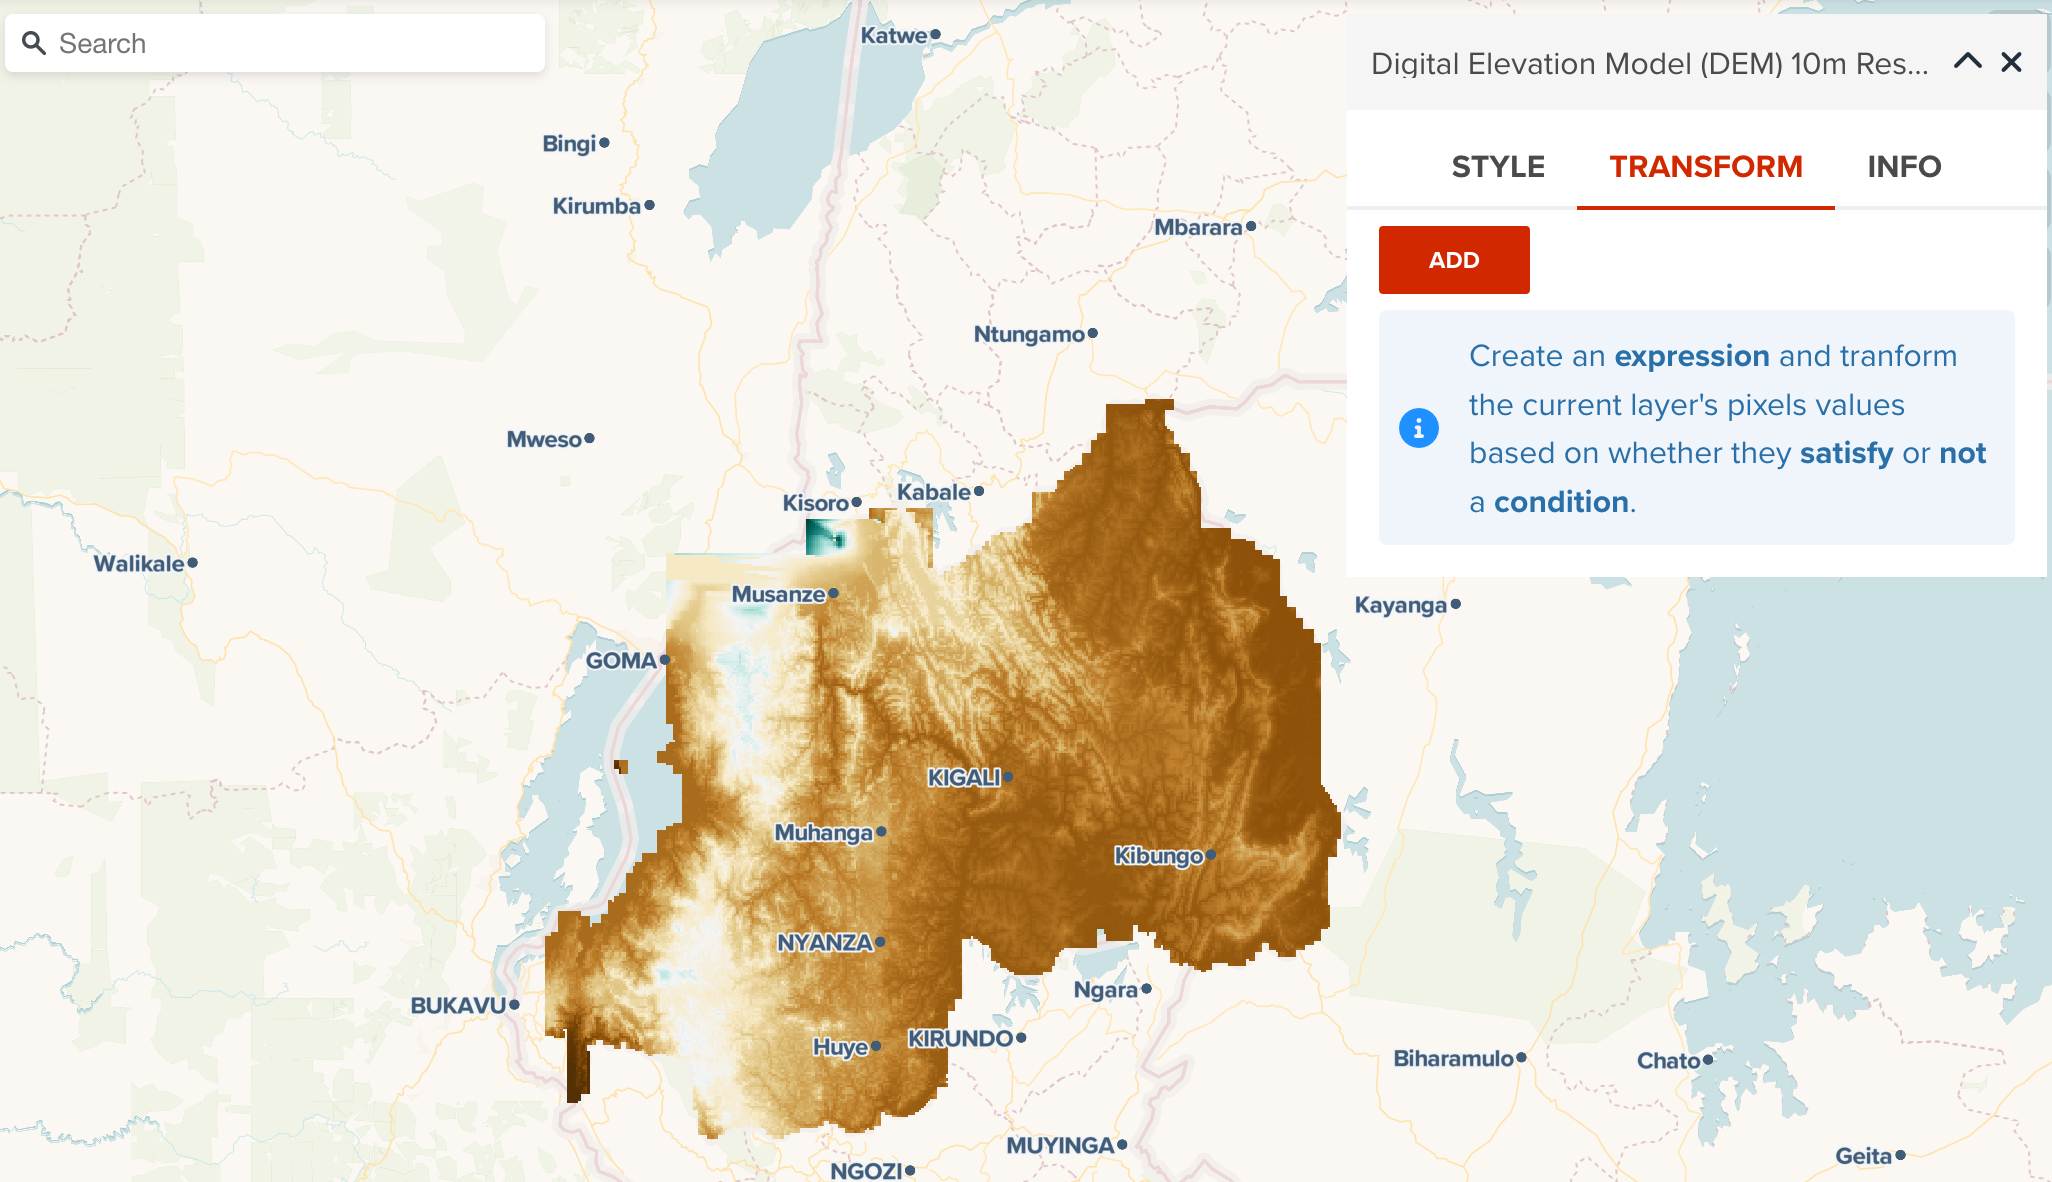 Search
Katwe
Digital Elevation Model (DEM) 10m Res...
Bingi
STYLE
TRANSFORM
INFO
Kirumba
Mbarara
ADD
Ntungamo
Create an expression and tranform
the current layer's pixels values
based on whether they satisfy or not
a condition.
Mweso
Kisoro
Kabale
Walikale
Musanze
Kayanga
GOMA
KIGALI
Muhanga
Kibungo
NYANZA
Ngara
BUKAVU
KIRUNDO
Huye
Biharamulo
Chato
MUYINGA
Geita
NGOZI